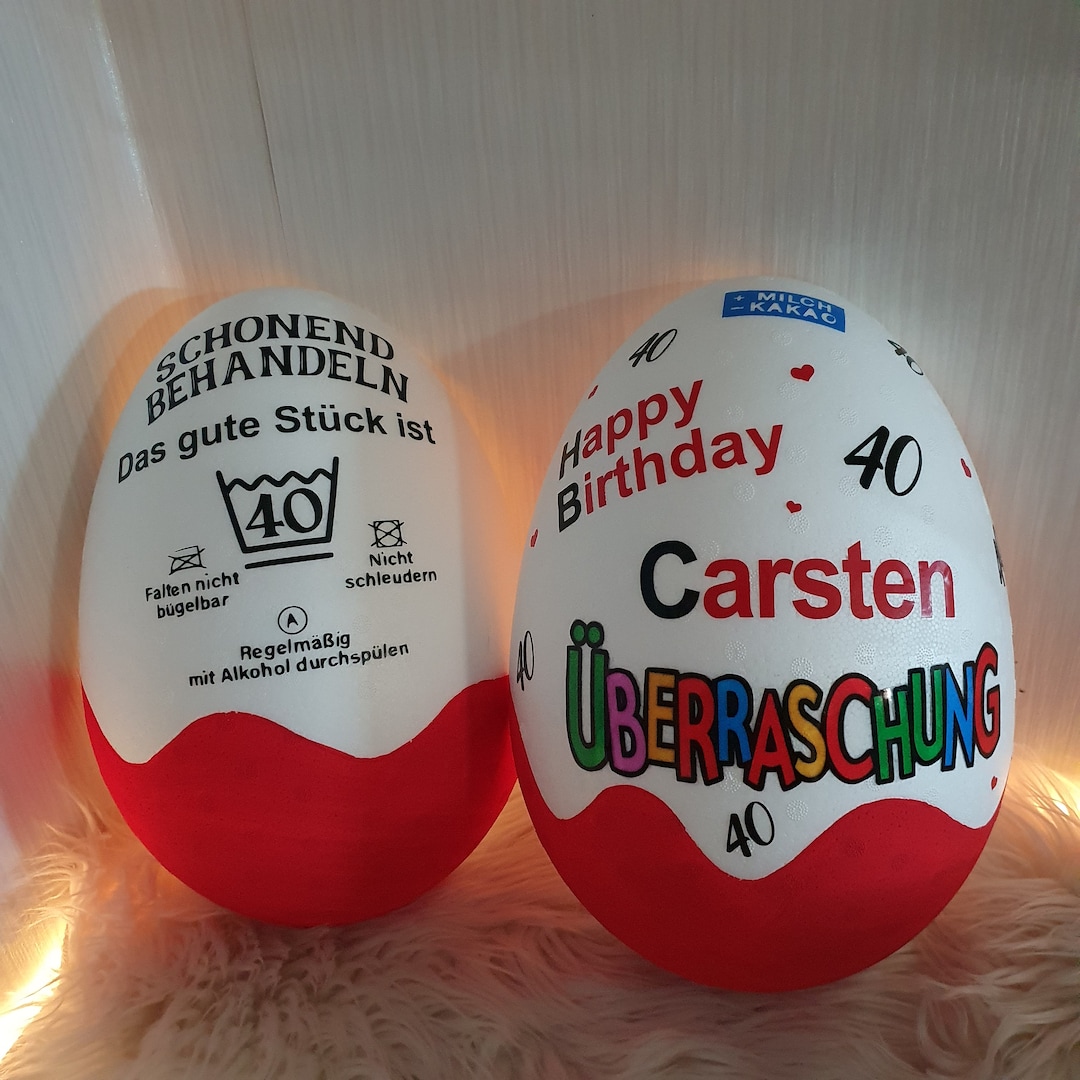 SCHONEND
BEHANDELN
Das gute Stück ist
40
Falten nicht
bügelbar
Nicht
schleudern
A
Regelmäßig
mit Alkohol durchspülen
+ MILCH
− KAKAO
40
40
Happy
Birthday
40
Carsten
40
ÜBERRASCHUNG
40